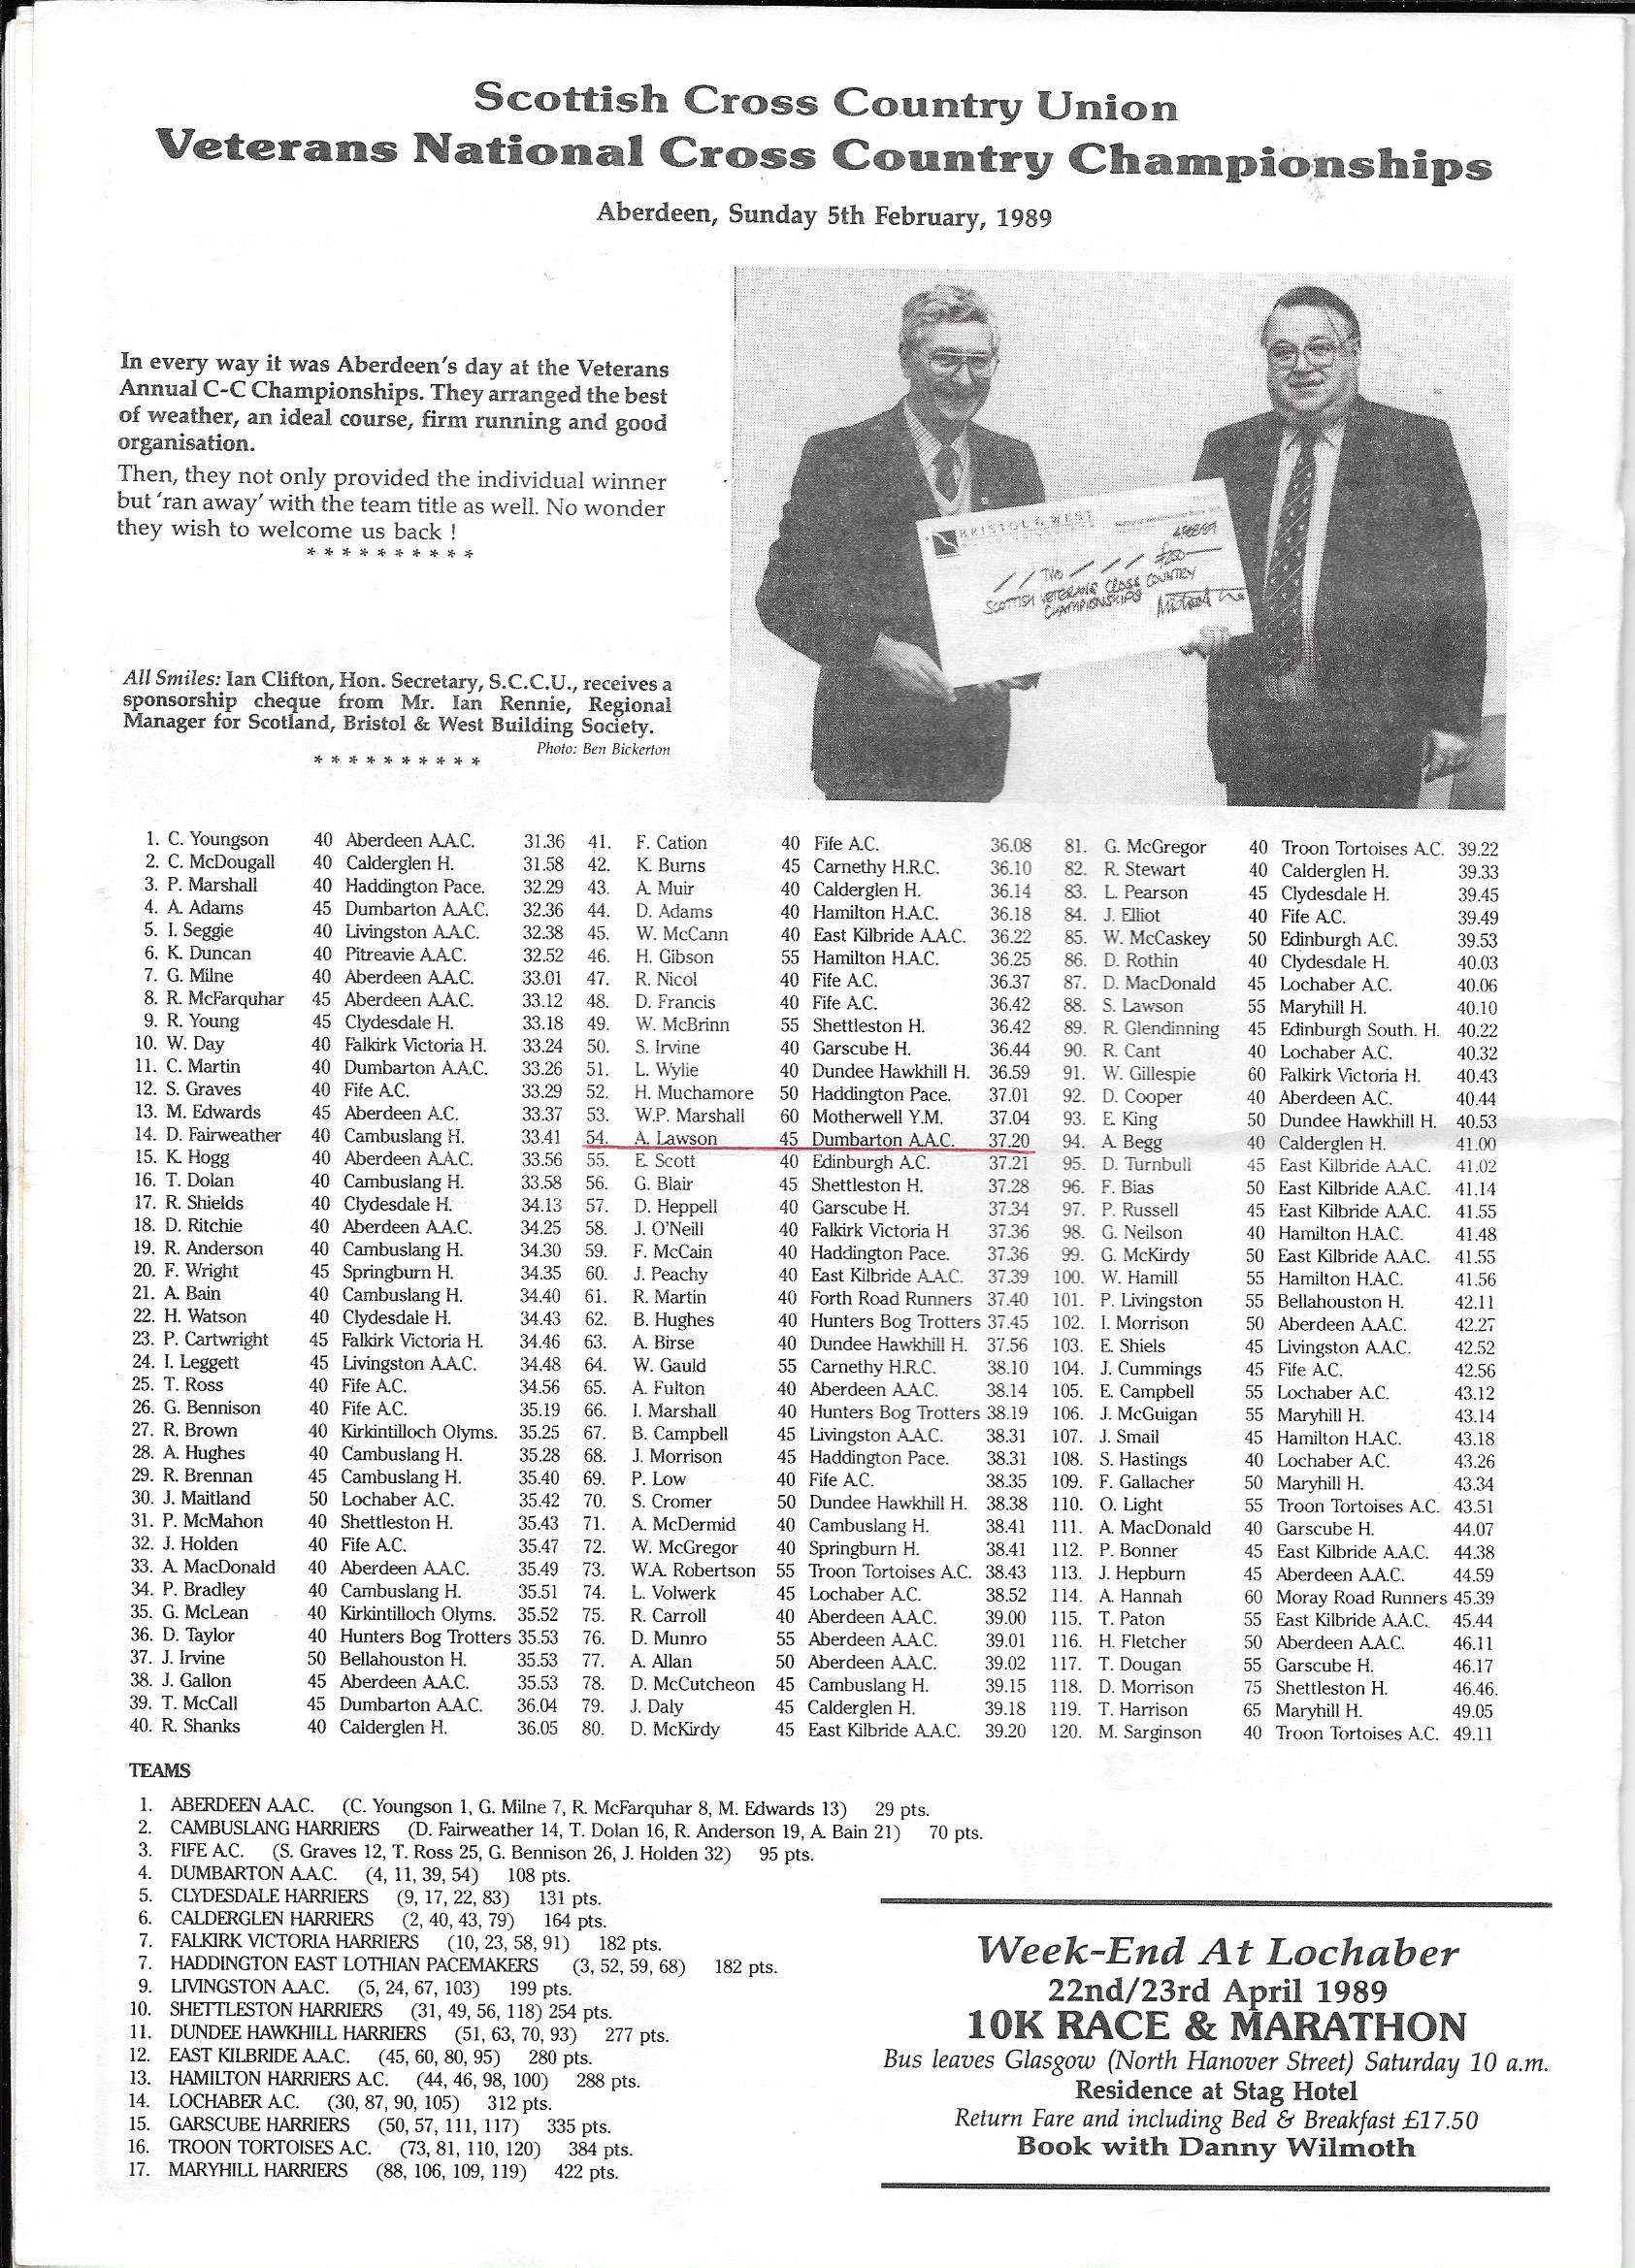 Scottish Cross Country Union
Veterans National Cross Country Championships
Aberdeen, Sunday 5th February, 1989
In every way it was Aberdeen's day at the Veterans
Annual C-C Championships. They arranged the best
of weather, an ideal course, firm running and good
organisation.
Then, they not only provided the individual winner
but 'ran away' with the team title as well. No wonder
they wish to welcome us back !
* * * * * * * * * *
BRISTOL & WEST
TWO
£200
SCOTTISH VETERANS CROSS COUNTRY
CHAMPIONSHIPS
All Smiles: Ian Clifton, Hon. Secretary, S.C.C.U., receives a
sponsorship cheque from Mr. Ian Rennie, Regional
Manager for Scotland, Bristol & West Building Society.
Photo: Ben Bickerton
* * * * * * * * * *
1. C. Youngson 40 Aberdeen A.A.C. 31.36
2. C. McDougall 40 Calderglen H. 31.58
3. P. Marshall 40 Haddington Pace. 32.29
4. A. Adams 45 Dumbarton A.A.C. 32.36
5. I. Seggie 40 Livingston A.A.C. 32.38
6. K. Duncan 40 Pitreavie A.A.C. 32.52
7. G. Milne 40 Aberdeen A.A.C. 33.01
8. R. McFarquhar 45 Aberdeen A.A.C. 33.12
9. R. Young 45 Clydesdale H. 33.18
10. W. Day 40 Falkirk Victoria H. 33.24
11. C. Martin 40 Dumbarton A.A.C. 33.26
12. S. Graves 40 Fife A.C. 33.29
13. M. Edwards 45 Aberdeen A.C. 33.37
14. D. Fairweather 40 Cambuslang H. 33.41
15. K. Hogg 40 Aberdeen A.A.C. 33.56
16. T. Dolan 40 Cambuslang H. 33.58
17. R. Shields 40 Clydesdale H. 34.13
18. D. Ritchie 40 Aberdeen A.A.C. 34.25
19. R. Anderson 40 Cambuslang H. 34.30
20. F. Wright 45 Springburn H. 34.35
21. A. Bain 40 Cambuslang H. 34.40
22. H. Watson 40 Clydesdale H. 34.43
23. P. Cartwright 45 Falkirk Victoria H. 34.46
24. I. Leggett 45 Livingston A.A.C. 34.48
25. T. Ross 40 Fife A.C. 34.56
26. G. Bennison 40 Fife A.C. 35.19
27. R. Brown 40 Kirkintilloch Olyms. 35.25
28. A. Hughes 40 Cambuslang H. 35.28
29. R. Brennan 45 Cambuslang H. 35.40
30. J. Maitland 50 Lochaber A.C. 35.42
31. P. McMahon 40 Shettleston H. 35.43
32. J. Holden 40 Fife A.C. 35.47
33. A. MacDonald 40 Aberdeen A.A.C. 35.49
34. P. Bradley 40 Cambuslang H. 35.51
35. G. McLean 40 Kirkintilloch Olyms. 35.52
36. D. Taylor 40 Hunters Bog Trotters 35.53
37. J. Irvine 50 Bellahouston H. 35.53
38. J. Gallon 45 Aberdeen A.A.C. 35.53
39. T. McCall 45 Dumbarton A.A.C. 36.04
40. R. Shanks 40 Calderglen H. 36.05
41. F. Cation 40 Fife A.C. 36.08
42. K. Burns 45 Carnethy H.R.C. 36.10
43. A. Muir 40 Calderglen H. 36.14
44. D. Adams 40 Hamilton H.A.C. 36.18
45. W. McCann 40 East Kilbride A.A.C. 36.22
46. H. Gibson 55 Hamilton H.A.C. 36.25
47. R. Nicol 40 Fife A.C. 36.37
48. D. Francis 40 Fife A.C. 36.42
49. W. McBrinn 55 Shettleston H. 36.42
50. S. Irvine 40 Garscube H. 36.44
51. L. Wylie 40 Dundee Hawkhill H. 36.59
52. H. Muchamore 50 Haddington Pace. 37.01
53. W.P. Marshall 60 Motherwell Y.M. 37.04
54. A. Lawson 45 Dumbarton A.A.C. 37.20
55. E. Scott 40 Edinburgh A.C. 37.21
56. G. Blair 45 Shettleston H. 37.28
57. D. Heppell 40 Garscube H. 37.34
58. J. O'Neill 40 Falkirk Victoria H 37.36
59. F. McCain 40 Haddington Pace. 37.36
60. J. Peachy 40 East Kilbride A.A.C. 37.39
61. R. Martin 40 Forth Road Runners 37.40
62. B. Hughes 40 Hunters Bog Trotters 37.45
63. A. Birse 40 Dundee Hawkhill H. 37.56
64. W. Gauld 55 Carnethy H.R.C. 38.10
65. A. Fulton 40 Aberdeen A.A.C. 38.14
66. I. Marshall 40 Hunters Bog Trotters 38.19
67. B. Campbell 45 Livingston A.A.C. 38.31
68. J. Morrison 45 Haddington Pace. 38.31
69. P. Low 40 Fife A.C. 38.35
70. S. Cromer 50 Dundee Hawkhill H. 38.38
71. A. McDermid 40 Cambuslang H. 38.41
72. W. McGregor 40 Springburn H. 38.41
73. W.A. Robertson 55 Troon Tortoises A.C. 38.43
74. L. Volwerk 45 Lochaber A.C. 38.52
75. R. Carroll 40 Aberdeen A.A.C. 39.00
76. D. Munro 55 Aberdeen A.A.C. 39.01
77. A. Allan 50 Aberdeen A.A.C. 39.02
78. D. McCutcheon 45 Cambuslang H. 39.15
79. J. Daly 45 Calderglen H. 39.18
80. D. McKirdy 45 East Kilbride A.A.C. 39.20
81. G. McGregor 40 Troon Tortoises A.C. 39.22
82. R. Stewart 40 Calderglen H. 39.33
83. L. Pearson 45 Clydesdale H. 39.45
84. J. Elliot 40 Fife A.C. 39.49
85. W. McCaskey 50 Edinburgh A.C. 39.53
86. D. Rothin 40 Clydesdale H. 40.03
87. D. MacDonald 45 Lochaber A.C. 40.06
88. S. Lawson 55 Maryhill H. 40.10
89. R. Glendinning 45 Edinburgh South. H. 40.22
90. R. Cant 40 Lochaber A.C. 40.32
91. W. Gillespie 60 Falkirk Victoria H. 40.43
92. D. Cooper 40 Aberdeen A.C. 40.44
93. E. King 50 Dundee Hawkhill H. 40.53
94. A. Begg 40 Calderglen H. 41.00
95. D. Turnbull 45 East Kilbride A.A.C. 41.02
96. F. Bias 50 East Kilbride A.A.C. 41.14
97. P. Russell 45 East Kilbride A.A.C. 41.55
98. G. Neilson 40 Hamilton H.A.C. 41.48
99. G. McKirdy 50 East Kilbride A.A.C. 41.55
100. W. Hamill 55 Hamilton H.A.C. 41.56
101. P. Livingston 55 Bellahouston H. 42.11
102. I. Morrison 50 Aberdeen A.A.C. 42.27
103. E. Shiels 45 Livingston A.A.C. 42.52
104. J. Cummings 45 Fife A.C. 42.56
105. E. Campbell 55 Lochaber A.C. 43.12
106. J. McGuigan 55 Maryhill H. 43.14
107. J. Smail 45 Hamilton H.A.C. 43.18
108. S. Hastings 40 Lochaber A.C. 43.26
109. F. Gallacher 50 Maryhill H. 43.34
110. O. Light 55 Troon Tortoises A.C. 43.51
111. A. MacDonald 40 Garscube H. 44.07
112. P. Bonner 45 East Kilbride A.A.C. 44.38
113. J. Hepburn 45 Aberdeen A.A.C. 44.59
114. A. Hannah 60 Moray Road Runners 45.39
115. T. Paton 55 East Kilbride A.A.C. 45.44
116. H. Fletcher 50 Aberdeen A.A.C. 46.11
117. T. Dougan 55 Garscube H. 46.17
118. D. Morrison 75 Shettleston H. 46.46.
119. T. Harrison 65 Maryhill H. 49.05
120. M. Sarginson 40 Troon Tortoises A.C. 49.11
TEAMS
1. ABERDEEN A.A.C. (C. Youngson 1, G. Milne 7, R. McFarquhar 8, M. Edwards 13) 29 pts.
2. CAMBUSLANG HARRIERS (D. Fairweather 14, T. Dolan 16, R. Anderson 19, A. Bain 21) 70 pts.
3. FIFE A.C. (S. Graves 12, T. Ross 25, G. Bennison 26, J. Holden 32) 95 pts.
4. DUMBARTON A.A.C. (4, 11, 39, 54) 108 pts.
5. CLYDESDALE HARRIERS (9, 17, 22, 83) 131 pts.
6. CALDERGLEN HARRIERS (2, 40, 43, 79) 164 pts.
7. FALKIRK VICTORIA HARRIERS (10, 23, 58, 91) 182 pts.
7. HADDINGTON EAST LOTHIAN PACEMAKERS (3, 52, 59, 68) 182 pts.
9. LIVINGSTON A.A.C. (5, 24, 67, 103) 199 pts.
10. SHETTLESTON HARRIERS (31, 49, 56, 118) 254 pts.
11. DUNDEE HAWKHILL HARRIERS (51, 63, 70, 93) 277 pts.
12. EAST KILBRIDE A.A.C. (45, 60, 80, 95) 280 pts.
13. HAMILTON HARRIERS A.C. (44, 46, 98, 100) 288 pts.
14. LOCHABER A.C. (30, 87, 90, 105) 312 pts.
15. GARSCUBE HARRIERS (50, 57, 111, 117) 335 pts.
16. TROON TORTOISES A.C. (73, 81, 110, 120) 384 pts.
17. MARYHILL HARRIERS (88, 106, 109, 119) 422 pts.
Week-End At Lochaber
22nd/23rd April 1989
10K RACE & MARATHON
Bus leaves Glasgow (North Hanover Street) Saturday 10 a.m.
Residence at Stag Hotel
Return Fare and including Bed & Breakfast £17.50
Book with Danny Wilmoth